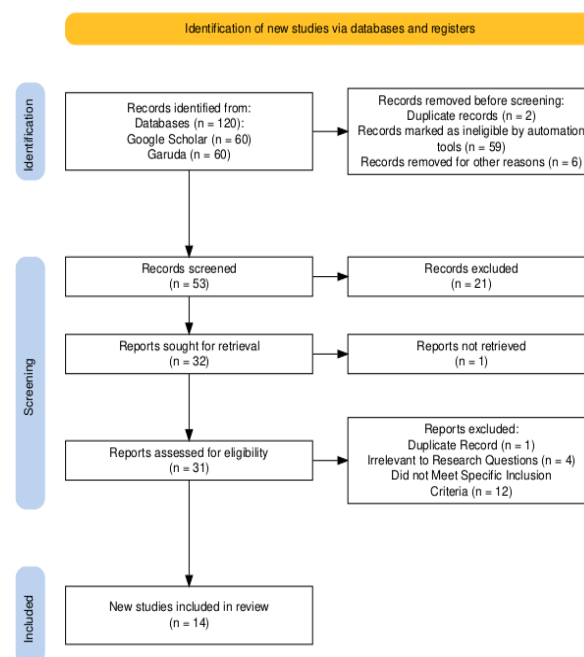 Identification of new studies via databases and registers
Identification
Records identified from:
Databases (n = 120):
Google Scholar (n = 60)
Garuda (n = 60)
Records removed before screening:
Duplicate records (n = 2)
Records marked as ineligible by automation
tools (n = 59)
Records removed for other reasons (n = 6)
Screening
Records screened
(n = 53)
Records excluded
(n = 21)
Reports sought for retrieval
(n = 32)
Reports not retrieved
(n = 1)
Reports assessed for eligibility
(n = 31)
Reports excluded:
Duplicate Record (n = 1)
Irrelevant to Research Questions (n = 4)
Did not Meet Specific Inclusion
Criteria (n = 12)
Included
New studies included in review
(n = 14)